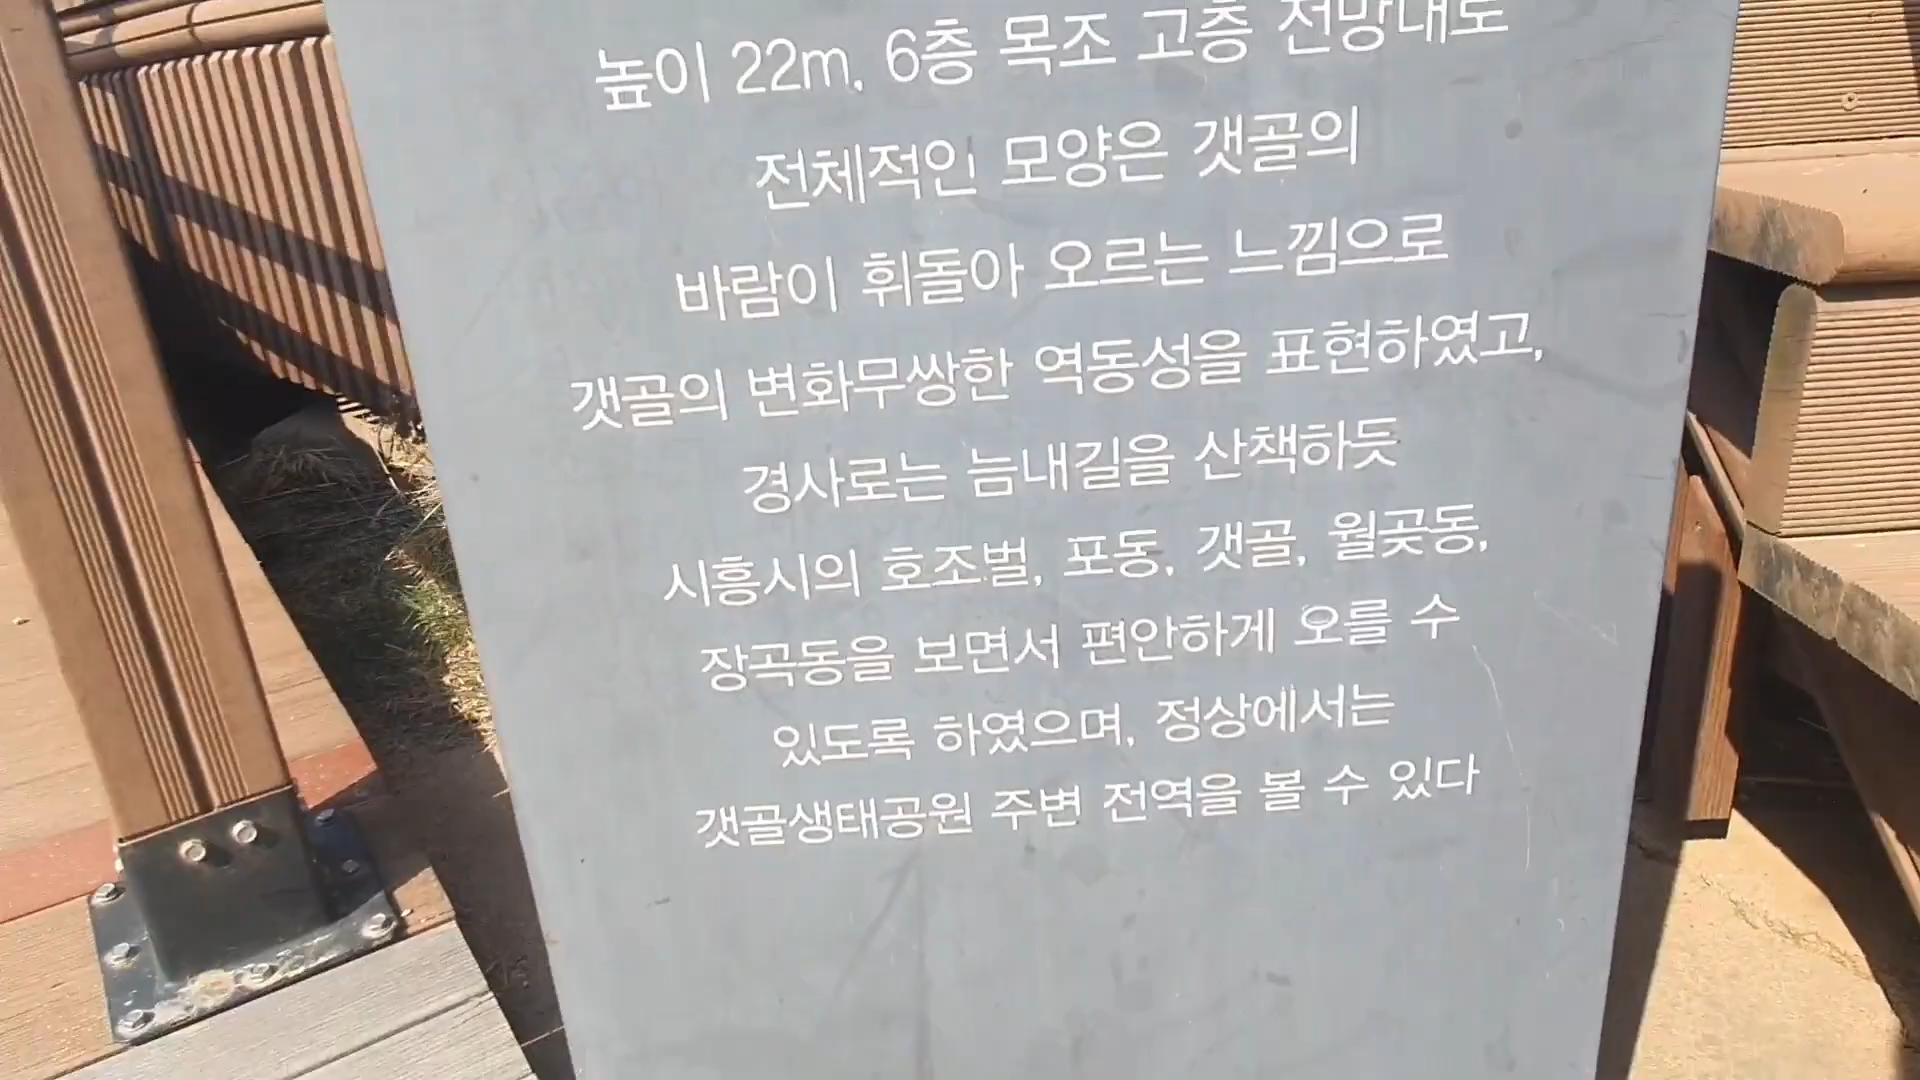 높이 22m, 6층 목조 고층 전망대로
전체적인 모양은 갯골의
바람이 휘돌아 오르는 느낌으로
갯골의 변화무쌍한 역동성을 표현하였고,
경사로는 늠내길을 산책하듯
시흥시의 호조벌, 포동, 갯골, 월곶동,
장곡동을 보면서 편안하게 오를 수
있도록 하였으며, 정상에서는
갯골생태공원 주변 전역을 볼 수 있다